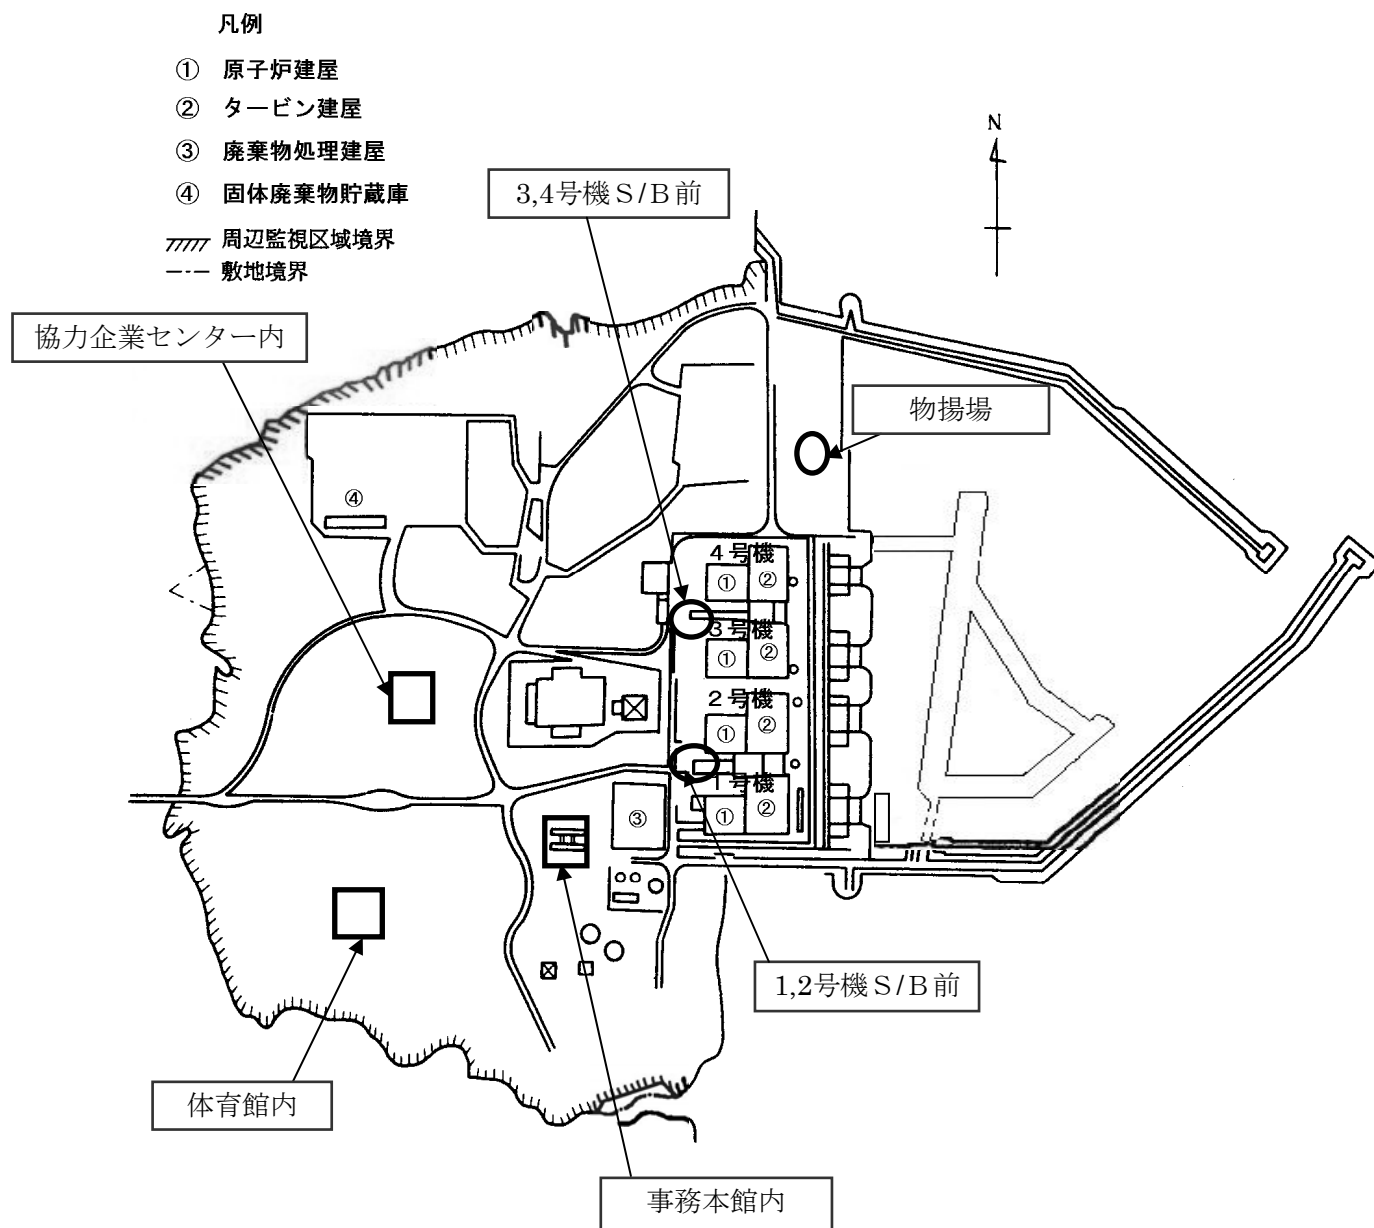 凡例
① 原子炉建屋
② タービン建屋
③ 廃棄物処理建屋
④ 固体廃棄物貯蔵庫
周辺監視区域境界
敷地境界
N
3,4号機S/B前
協力企業センター内
物揚場
④
4号機
① ②
3号機
① ②
2号機
① ②
1号機
① ②
③
1,2号機S/B前
体育館内
事務本館内